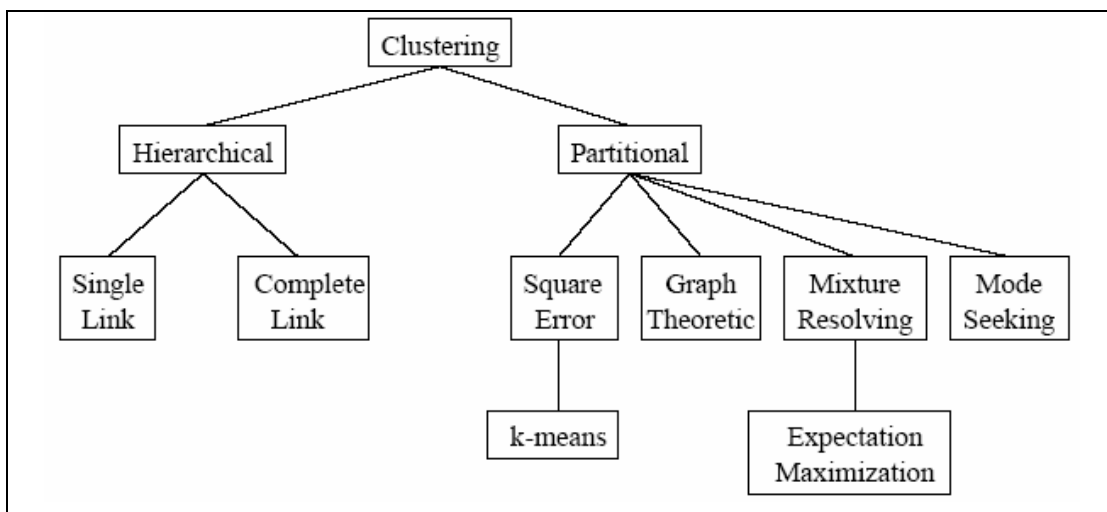 Clustering
Hierarchical
Partitional
Single
Link
Complete
Link
Square
Error
Graph
Theoretic
Mixture
Resolving
Mode
Seeking
k-means
Expectation
Maximization